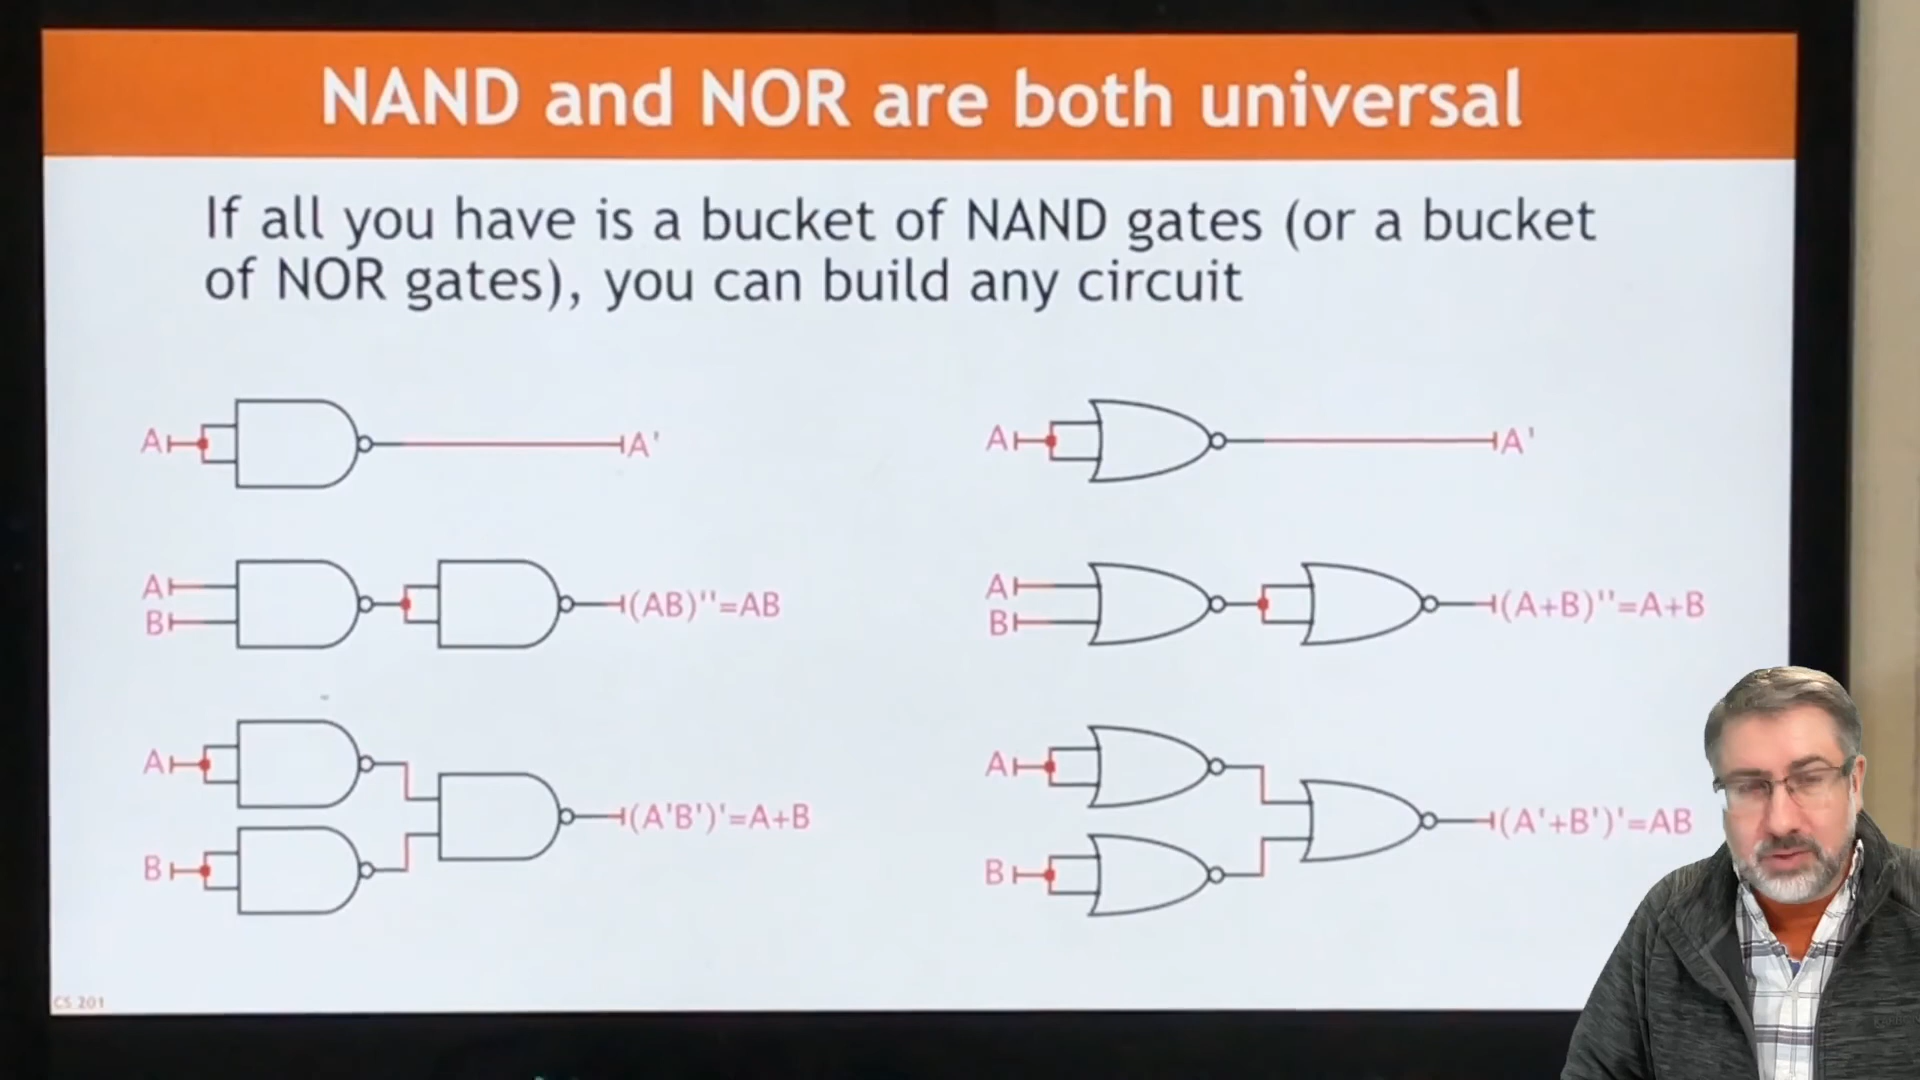 NAND and NOR are both universal
If all you have is a bucket of NAND gates (or a bucket
of NOR gates), you can build any circuit
A
A'
A
A'
A
B
(AB)''=AB
A
B
(A+B)''=A+B
A
B
(A'B')'=A+B
A
B
(A'+B')'=AB
CS 201